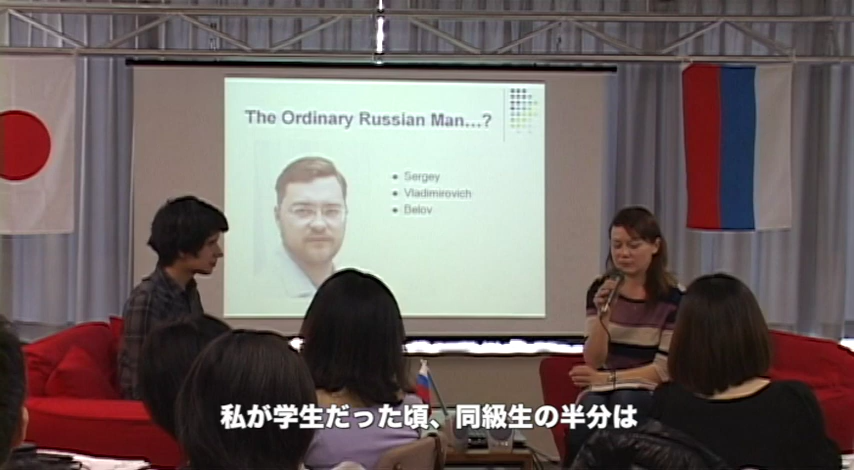 The Ordinary Russian Man...?
Sergey
Vladimirovich
Belov
私が学生だった頃、同級生の半分は